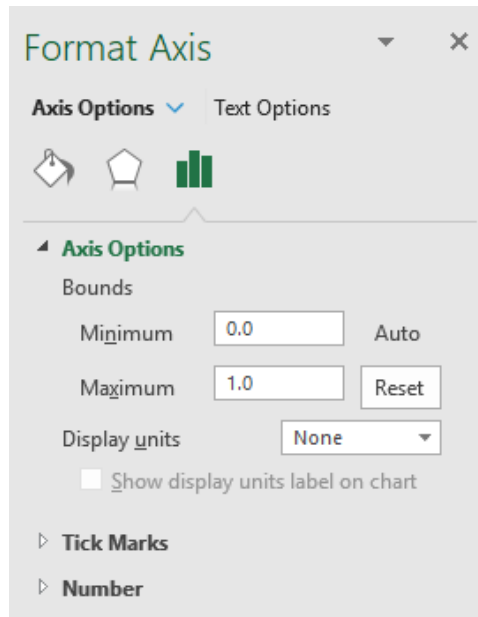 Format Axis
Axis Options Text Options
Axis Options
Bounds
Minimum 0.0 Auto
Maximum 1.0 Reset
Display units None
Show display units label on chart
Tick Marks
Number